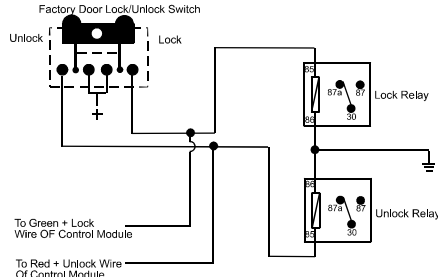 Factory Door Lock/Unlock Switch
Unlock
Lock
+
85
87a 87
30
86
Lock Relay
86
87a 87
30
85
Unlock Relay
To Green + Lock
Wire OF Control Module
To Red + Unlock Wire
Of Control Module